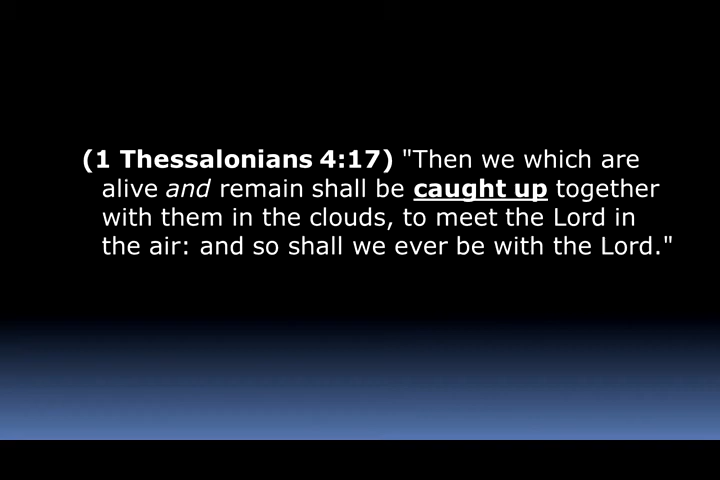 (1 Thessalonians 4:17) "Then we which are
alive and remain shall be caught up together
with them in the clouds, to meet the Lord in
the air: and so shall we ever be with the Lord."